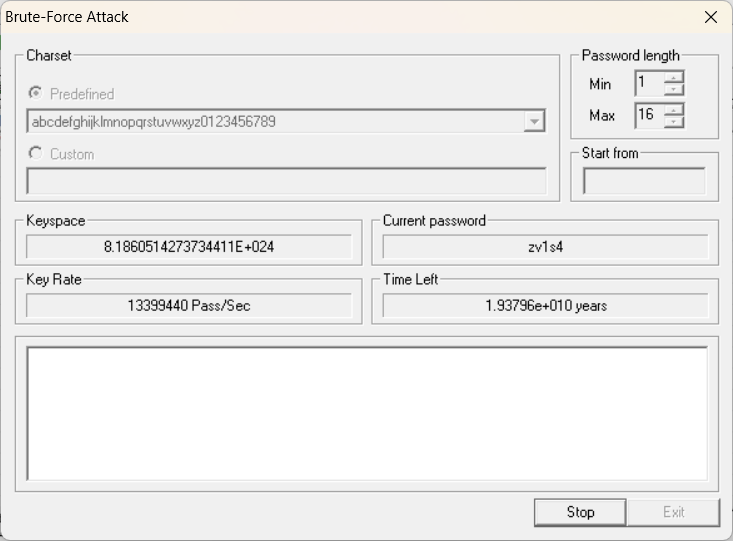 Brute-Force Attack
Charset
Predefined
abcdefghijklmnopqrstuvwxyz0123456789
Custom
Password length
Min 1
Max 16
Start from
Keyspace
8.1860514273734411E+024
Current password
zv1s4
Key Rate
13399440 Pass/Sec
Time Left
1.93796e+010 years
Stop
Exit